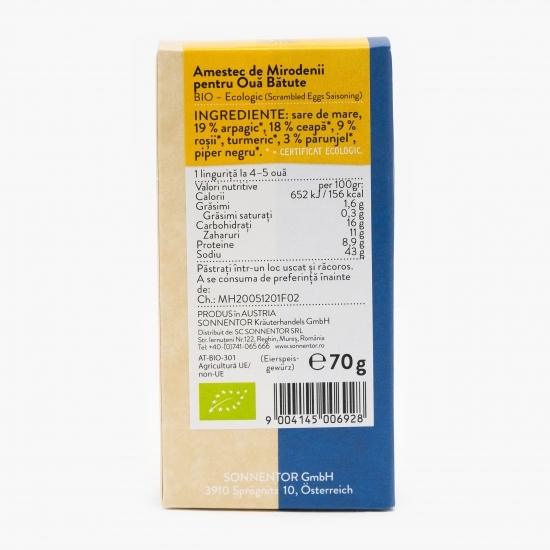 Amestec de Mirodenii
pentru Ouă Bătute
BIO – Ecologic (Scrambled Eggs Saisoning)
INGREDIENTE: sare de mare,
19 % arpagic*, 18 % ceapă*, 9 %
roșii*, turmeric*, 3 % părunjel*,
piper negru*. * = CERTIFICAT ECOLOGIC.
1 linguriță la 4–5 ouă
Valori nutritive per 100gr:
Calorii 652 kJ / 156 kcal
Grăsimi 1,6 g
Grăsimi saturați 0,3 g
Carbohidrați 16 g
Zaharuri 11 g
Proteine 8,9 g
Sodiu 43 g
Păstrați într-un loc uscat și răcoros.
A se consuma de preferință înainte
de:
Ch.: MH20051201F02
PRODUS în AUSTRIA
SONNENTOR Kräuterhandels GmbH
Distribuit de: SC SONNENTOR SRL
Str. Iernuteni Nr.122, Reghin, Mureș, România
Tel: +40-(0)741-065 666 www.sonnentor.ro
AT-BIO-301
Agricultură UE/
non-UE
(Eierspeis-
gewürz)
℮70g
9 004145 006928
SONNENTOR GmbH
3910 Sprögnitz 10, Österreich